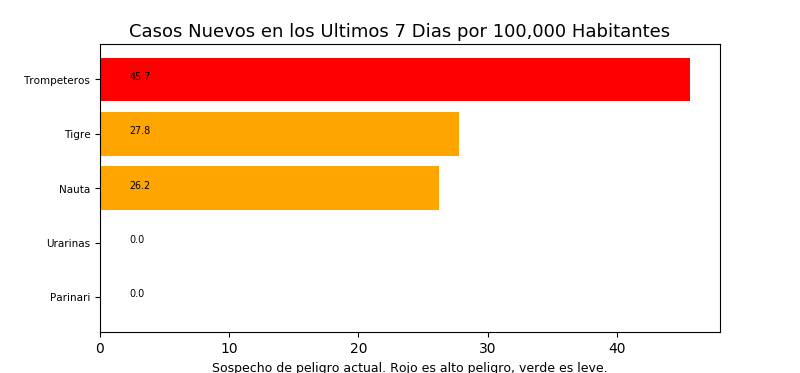 Casos Nuevos en los Ultimos 7 Dias por 100,000 Habitantes
Trompeteros 45.7
Tigre 27.8
Nauta 26.2
Urarinas 0.0
Parinari 0.0
0 10 20 30 40
Sospecho de peligro actual. Rojo es alto peligro, verde es leve.